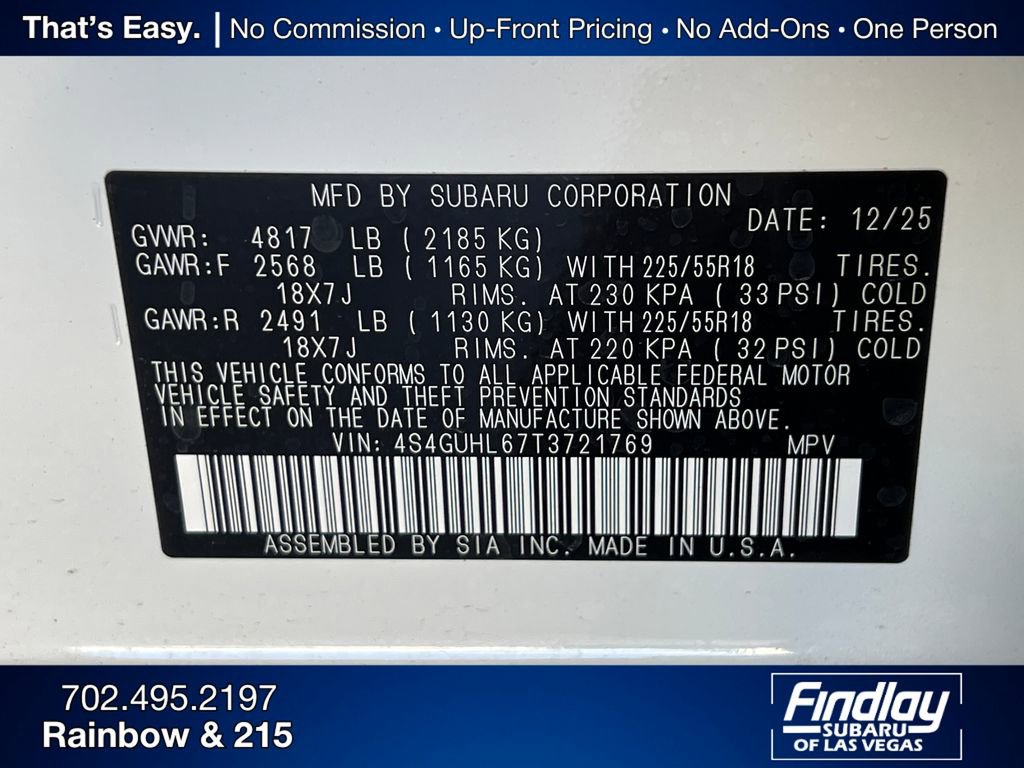 That's Easy. | No Commission • Up-Front Pricing • No Add-Ons • One Person
MFD BY SUBARU CORPORATION
DATE: 12/25
GVWR: 4817 LB ( 2185 KG)
GAWR:F 2568 LB ( 1165 KG) WITH 225/55R18 TIRES.
18X7J RIMS. AT 230 KPA ( 33 PSI) COLD
GAWR:R 2491 LB ( 1130 KG) WITH 225/55R18 TIRES.
18X7J RIMS. AT 220 KPA ( 32 PSI) COLD
THIS VEHICLE CONFORMS TO ALL APPLICABLE FEDERAL MOTOR
VEHICLE SAFETY AND THEFT PREVENTION STANDARDS
IN EFFECT ON THE DATE OF MANUFACTURE SHOWN ABOVE.
VIN: 4S4GUHL67T3721769 MPV
ASSEMBLED BY SIA INC. MADE IN U.S.A.
702.495.2197
Rainbow & 215
Findlay
SUBARU
OF LAS VEGAS